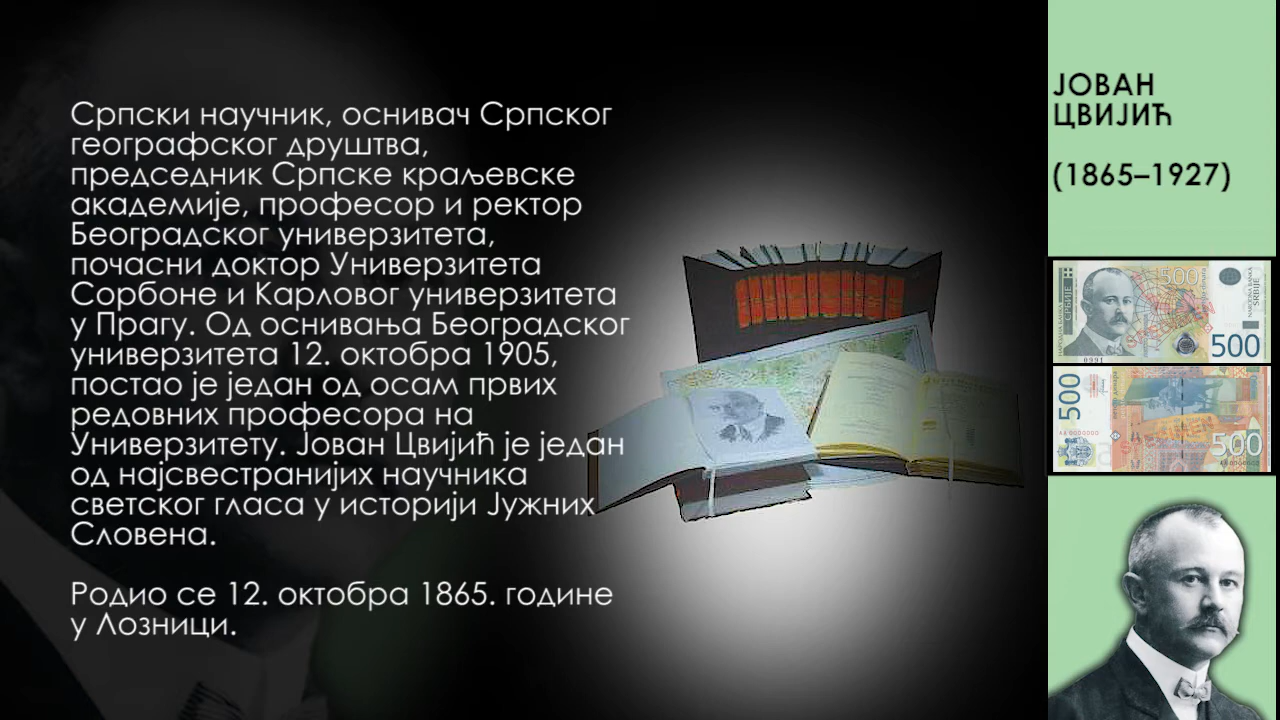 Српски научник, оснивач Српског
географског друштва,
председник Српске краљевске
академије, професор и ректор
Београдског универзитета,
почасни доктор Универзитета
Сорбоне и Карловог универзитета
у Прагу. Од оснивања Београдског
универзитета 12. октобра 1905,
постао је један од осам првих
редовних професора на
Универзитету. Јован Цвијић је један
од најсвестранијих научника
светског гласа у историји Јужних
Словена.
Родио се 12. октобра 1865. године
у Лозници.
ЈОВАН
ЦВИЈИЋ
(1865–1927)
500
СРБИЈЕ
SRBIJE
500
500
500